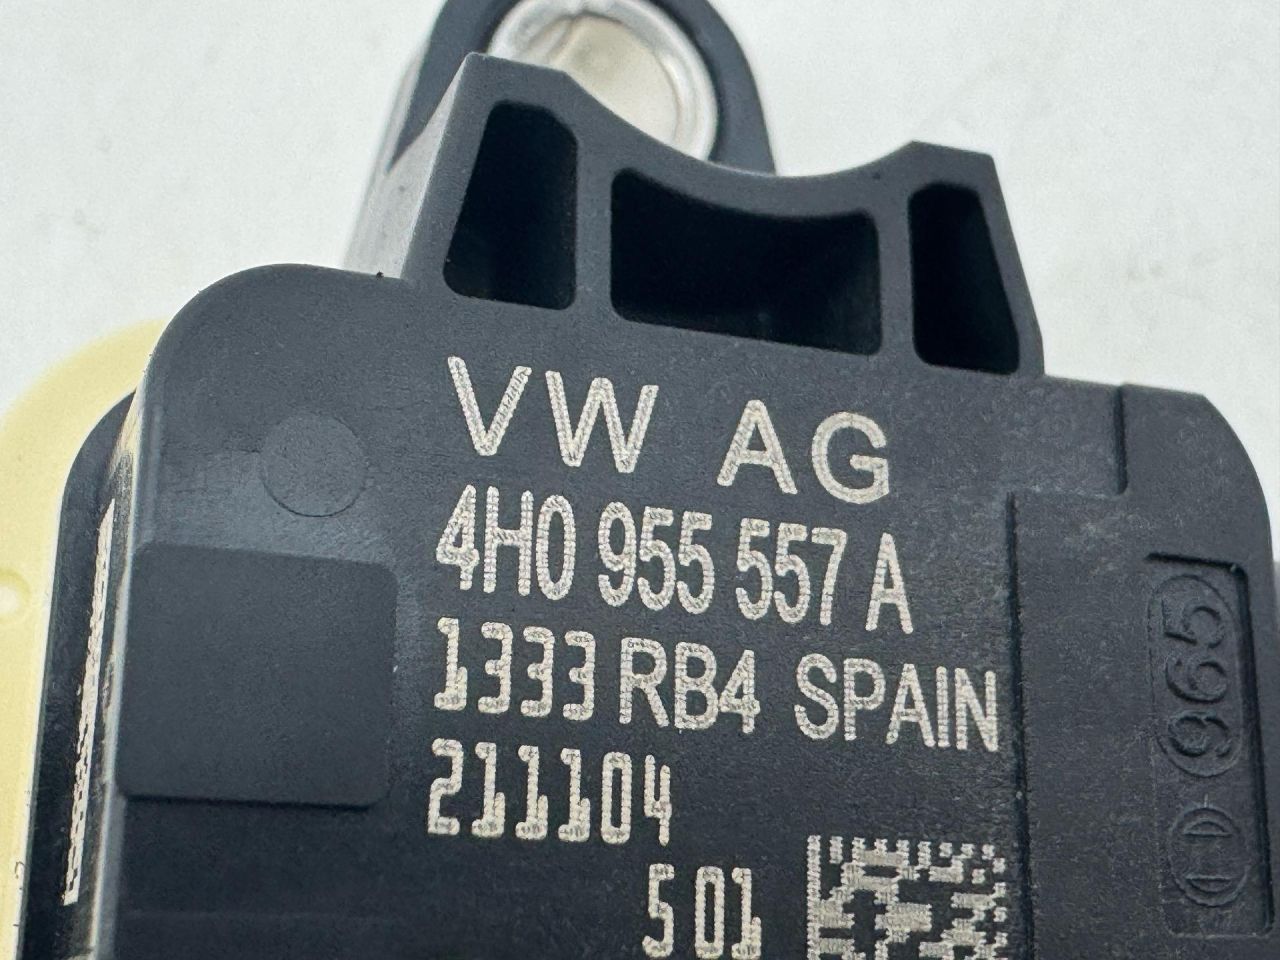 VW AG
4H0 955 557 A
1333 RB4 SPAIN
211104
501
965